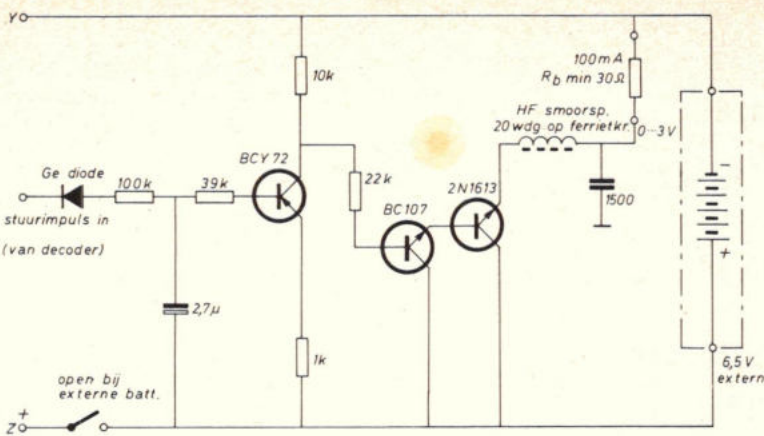 Y
10k
100mA
Rb min 30Ω
HF smoorsp.
20 wdg op ferrietkr.
0-3V
Ge diode
100k
39k
BCY 72
22k
BC107
2N1613
1500
-
+
stuurimpuls in
(van decoder)
2,7µ
1k
6,5 V
extern
open bij
externe batt.
+
Z